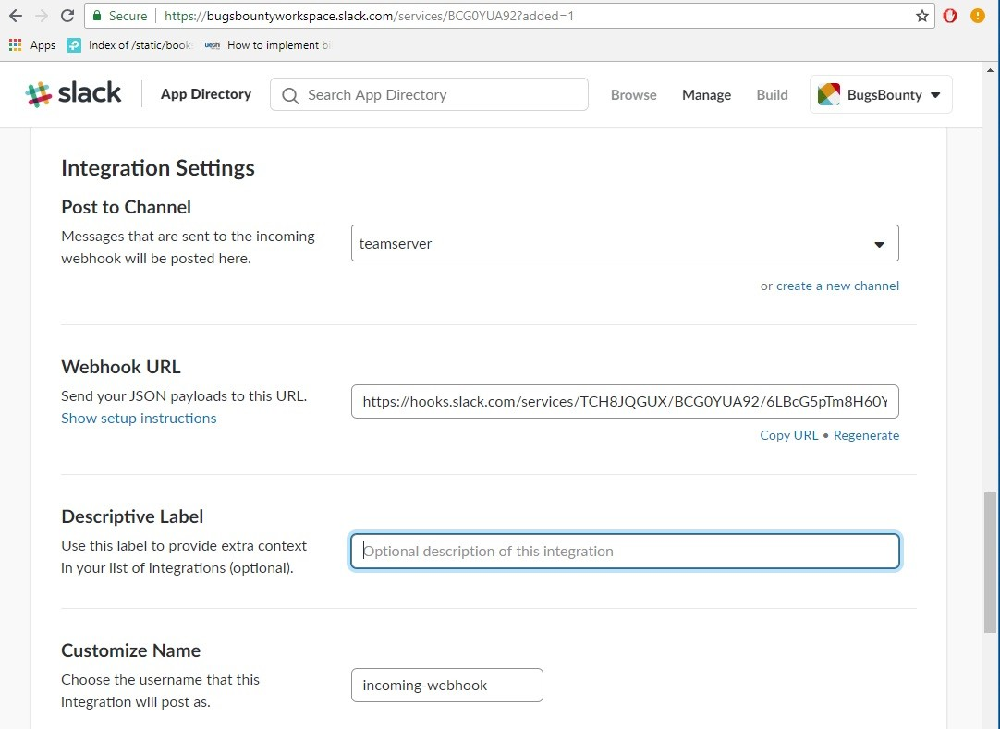 Secure https://bugsbountyworkspace.slack.com/services/BCG0YUA92?added=1
Apps Index of /static/book How to implement bi
slack App Directory Search App Directory Browse Manage Build BugsBounty
Integration Settings
Post to Channel
Messages that are sent to the incoming
webhook will be posted here.
teamserver
or create a new channel
Webhook URL
Send your JSON payloads to this URL.
Show setup instructions
https://hooks.slack.com/services/TCH8JQGUX/BCG0YUA92/6LBcG5pTm8H60Y
Copy URL • Regenerate
Descriptive Label
Use this label to provide extra context
in your list of integrations (optional).
Optional description of this integration
Customize Name
Choose the username that this
integration will post as.
incoming-webhook